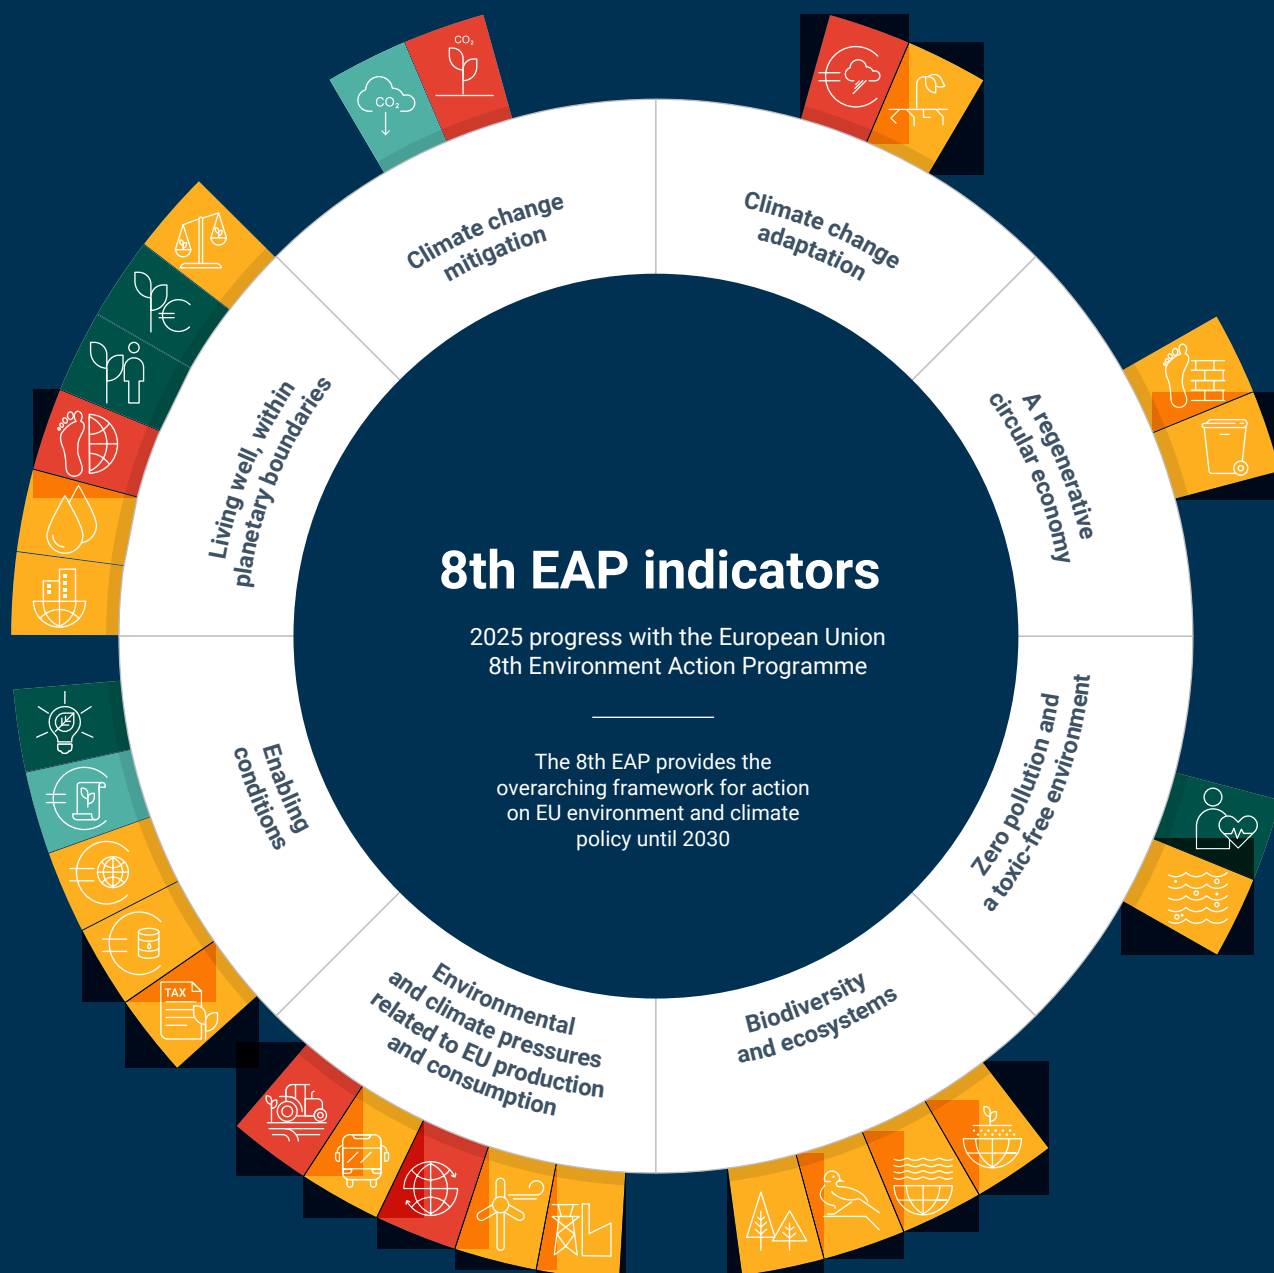 CO₂
CO₂
Climate change
mitigation
Climate change
adaptation
A regenerative
circular economy
Zero pollution and
a toxic-free environment
Biodiversity
and ecosystems
Environmental
and climate pressures
related to EU production
and consumption
TAX
Enabling
conditions
Living well, within
planetary boundaries
8th EAP indicators
2025 progress with the European Union
8th Environment Action Programme
The 8th EAP provides the
overarching framework for action
on EU environment and climate
policy until 2030